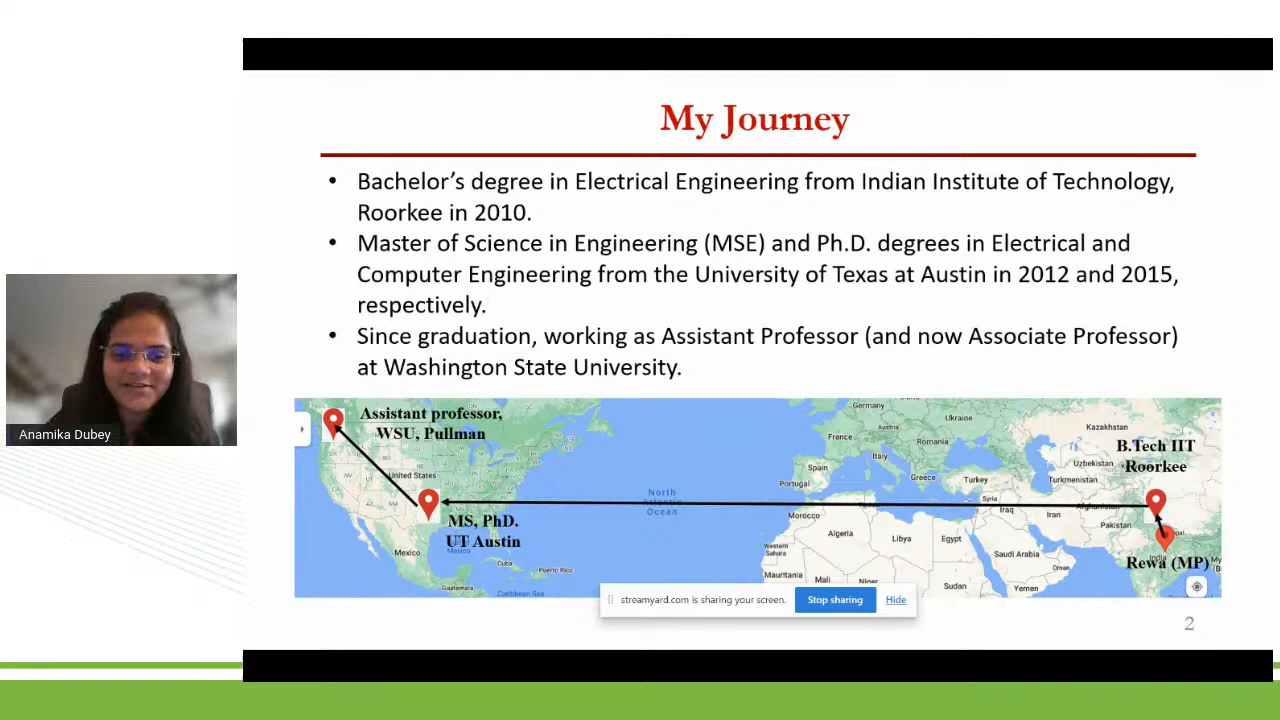 My Journey
• Bachelor's degree in Electrical Engineering from Indian Institute of Technology,
Roorkee in 2010.
• Master of Science in Engineering (MSE) and Ph.D. degrees in Electrical and
Computer Engineering from the University of Texas at Austin in 2012 and 2015,
respectively.
• Since graduation, working as Assistant Professor (and now Associate Professor)
at Washington State University.
Anamika Dubey
Assistant professor,
WSU, Pullman
United States
MS, PhD.
UT Austin
Mexico
Mexico
Cuba
Puerto Rico
Guatemala
Caribbean Sea
North
Atlantic
Ocean
Germany
Ukraine
France
Austria
Romania
Kazakhstan
Italy
Spain
Portugal
Greece
Turkey
Uzbekistan
Turkmenistan
B.Tech IIT
Roorkee
Syria
Iraq
Iran
Afghanistan
Pakistan
Morocco
Algeria
Libya
Egypt
Western
Sahara
Saudi Arabia
Oman
India
Rewa (MP)
Mauritania
Mali
Niger
Sudan
Yemen
streamyard.com is sharing your screen.
Stop sharing
Hide
2